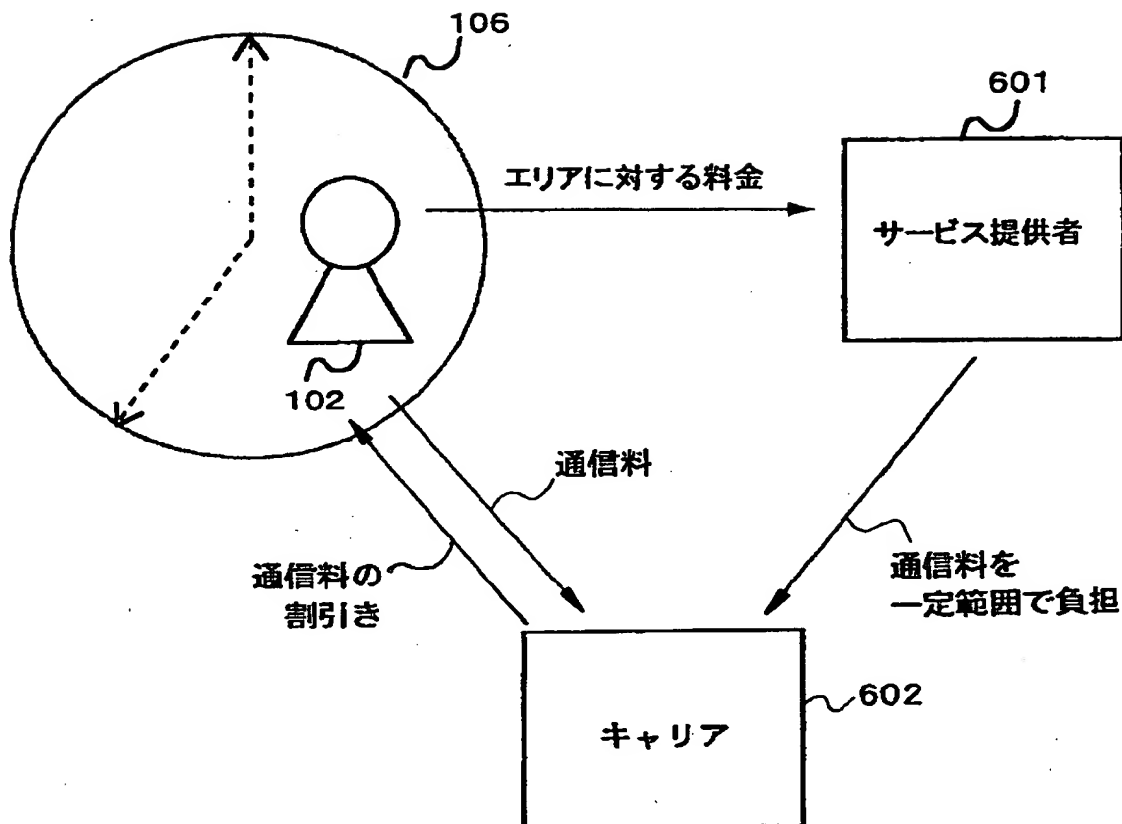 106
601
エリアに対する料金
サービス提供者
102
通信料
通信料の
割引き
通信料を
一定範囲で負担
602
キャリア